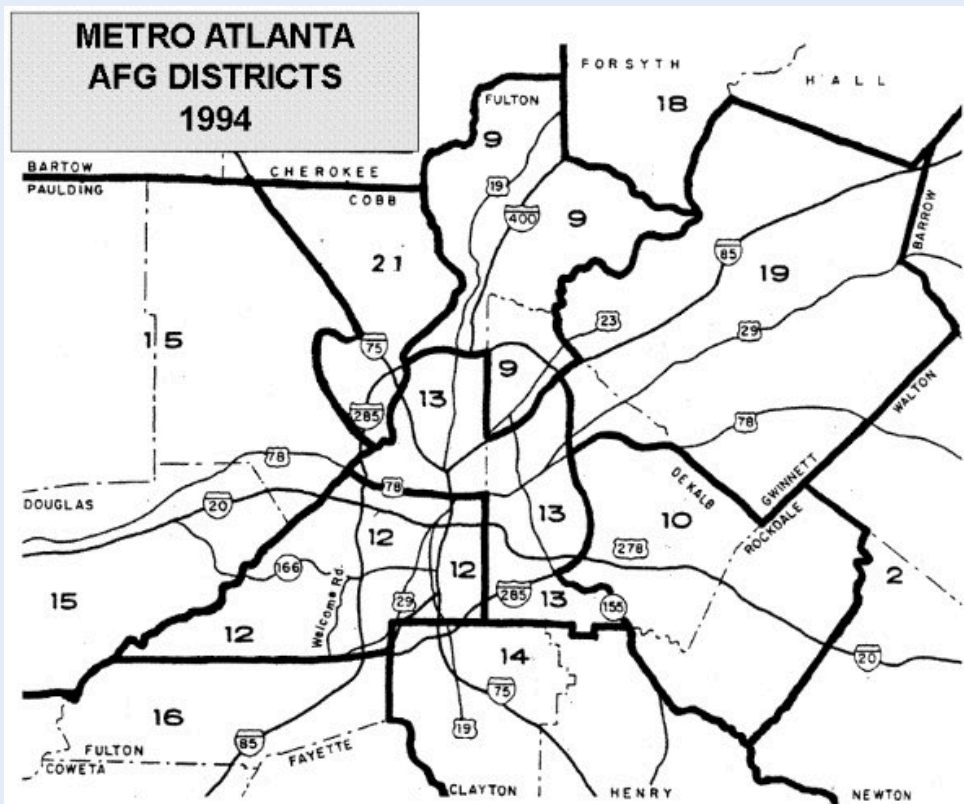 METRO ATLANTA
AFG DISTRICTS
1994
FORSYTH
HALL
FULTON
18
9
BARTOW
CHEROKEE
19
PAULDING
COBB
400
9
BARROW
85
21
19
23
29
15
75
9
13
285
78
WALTON
78
78
DE KALB
GWINNETT
DOUGLAS
20
13
10
ROCKDALE
12
278
166
12
2
15
Welcome Rd.
29
285
13
155
12
14
20
75
16
19
85
FULTON
FAYETTE
COWETA
CLAYTON
HENRY
NEWTON